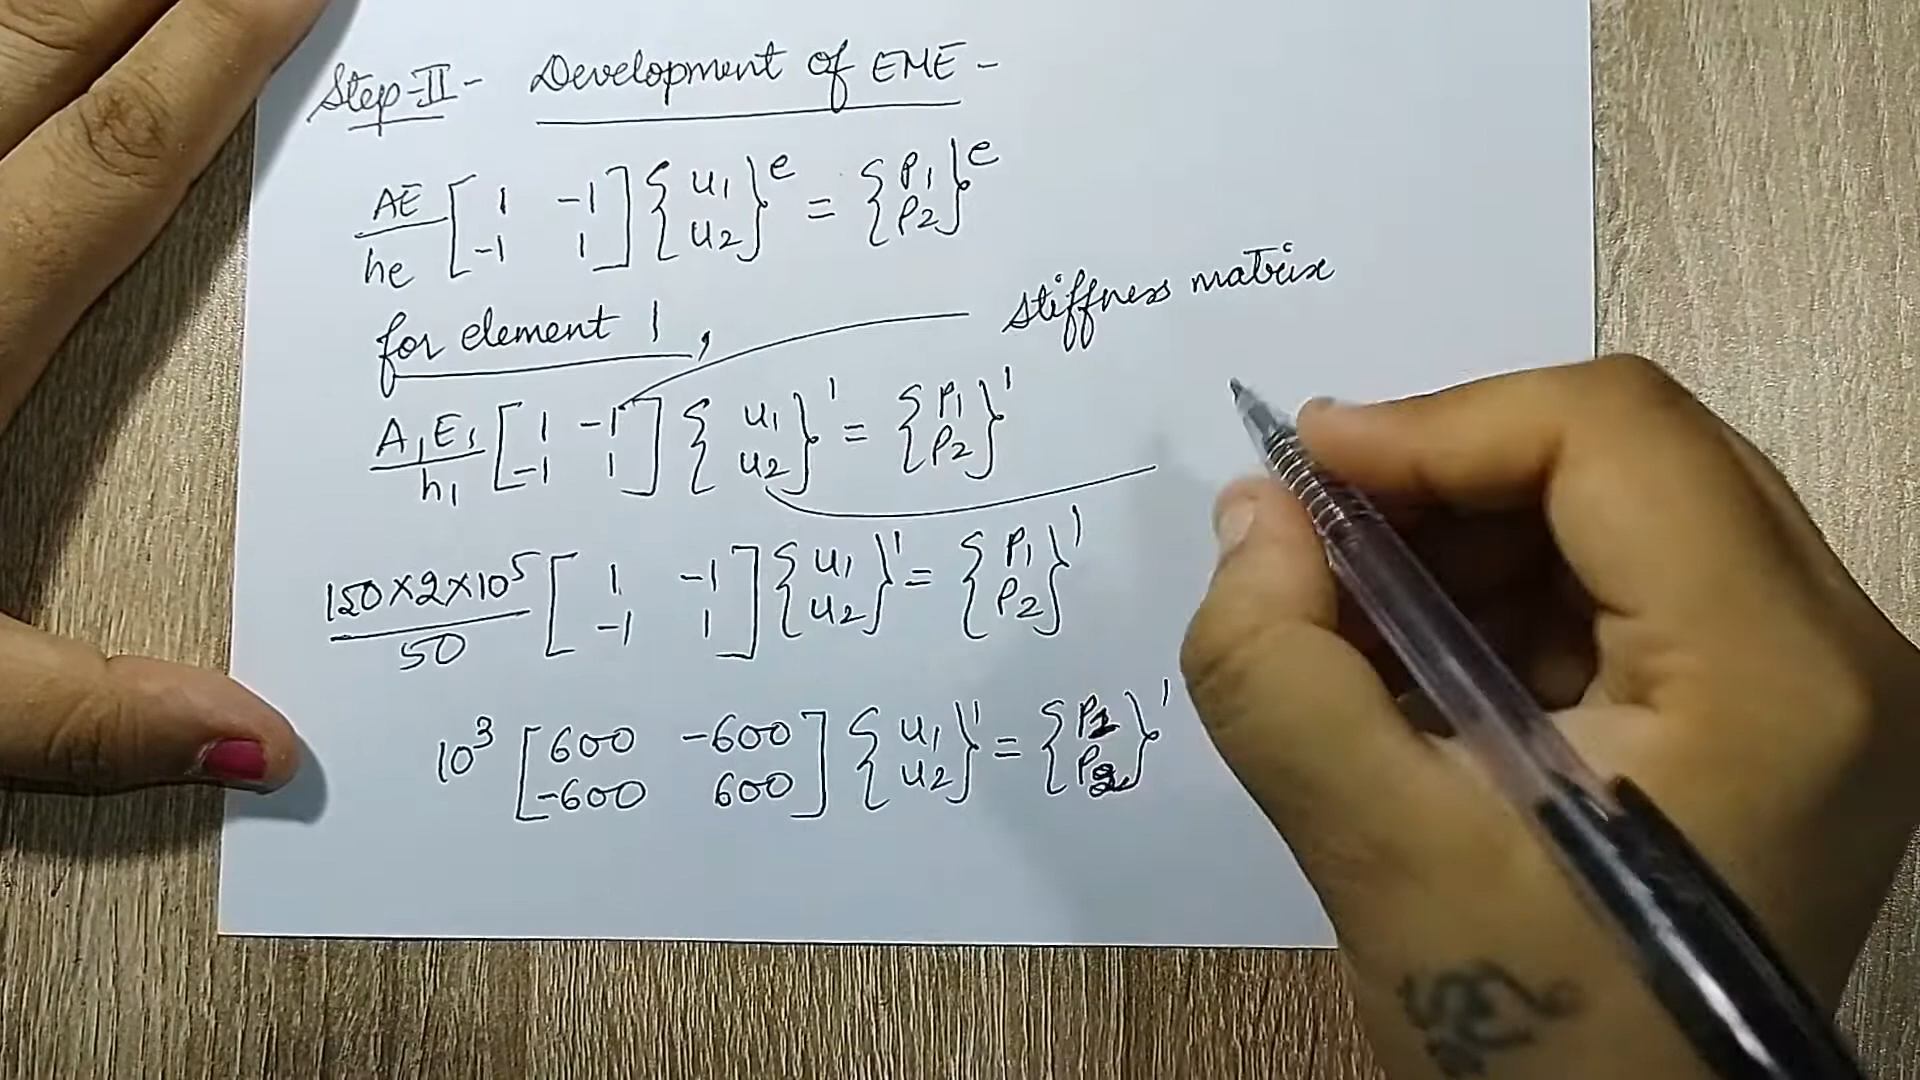 Step-II- Development of EME -
AE/he [1 -1; -1 1] {u1; u2}^e = {P1; P2}^e
for element 1,
stiffness matrix
A1E1/h1 [1 -1; -1 1] {u1; u2}^1 = {P1; P2}^1
150×2×10^5/50 [1 -1; -1 1] {u1; u2}^1 = {P1; P2}^1
10^3 [600 -600; -600 600] {u1; u2}^1 = {P1; P2}^1